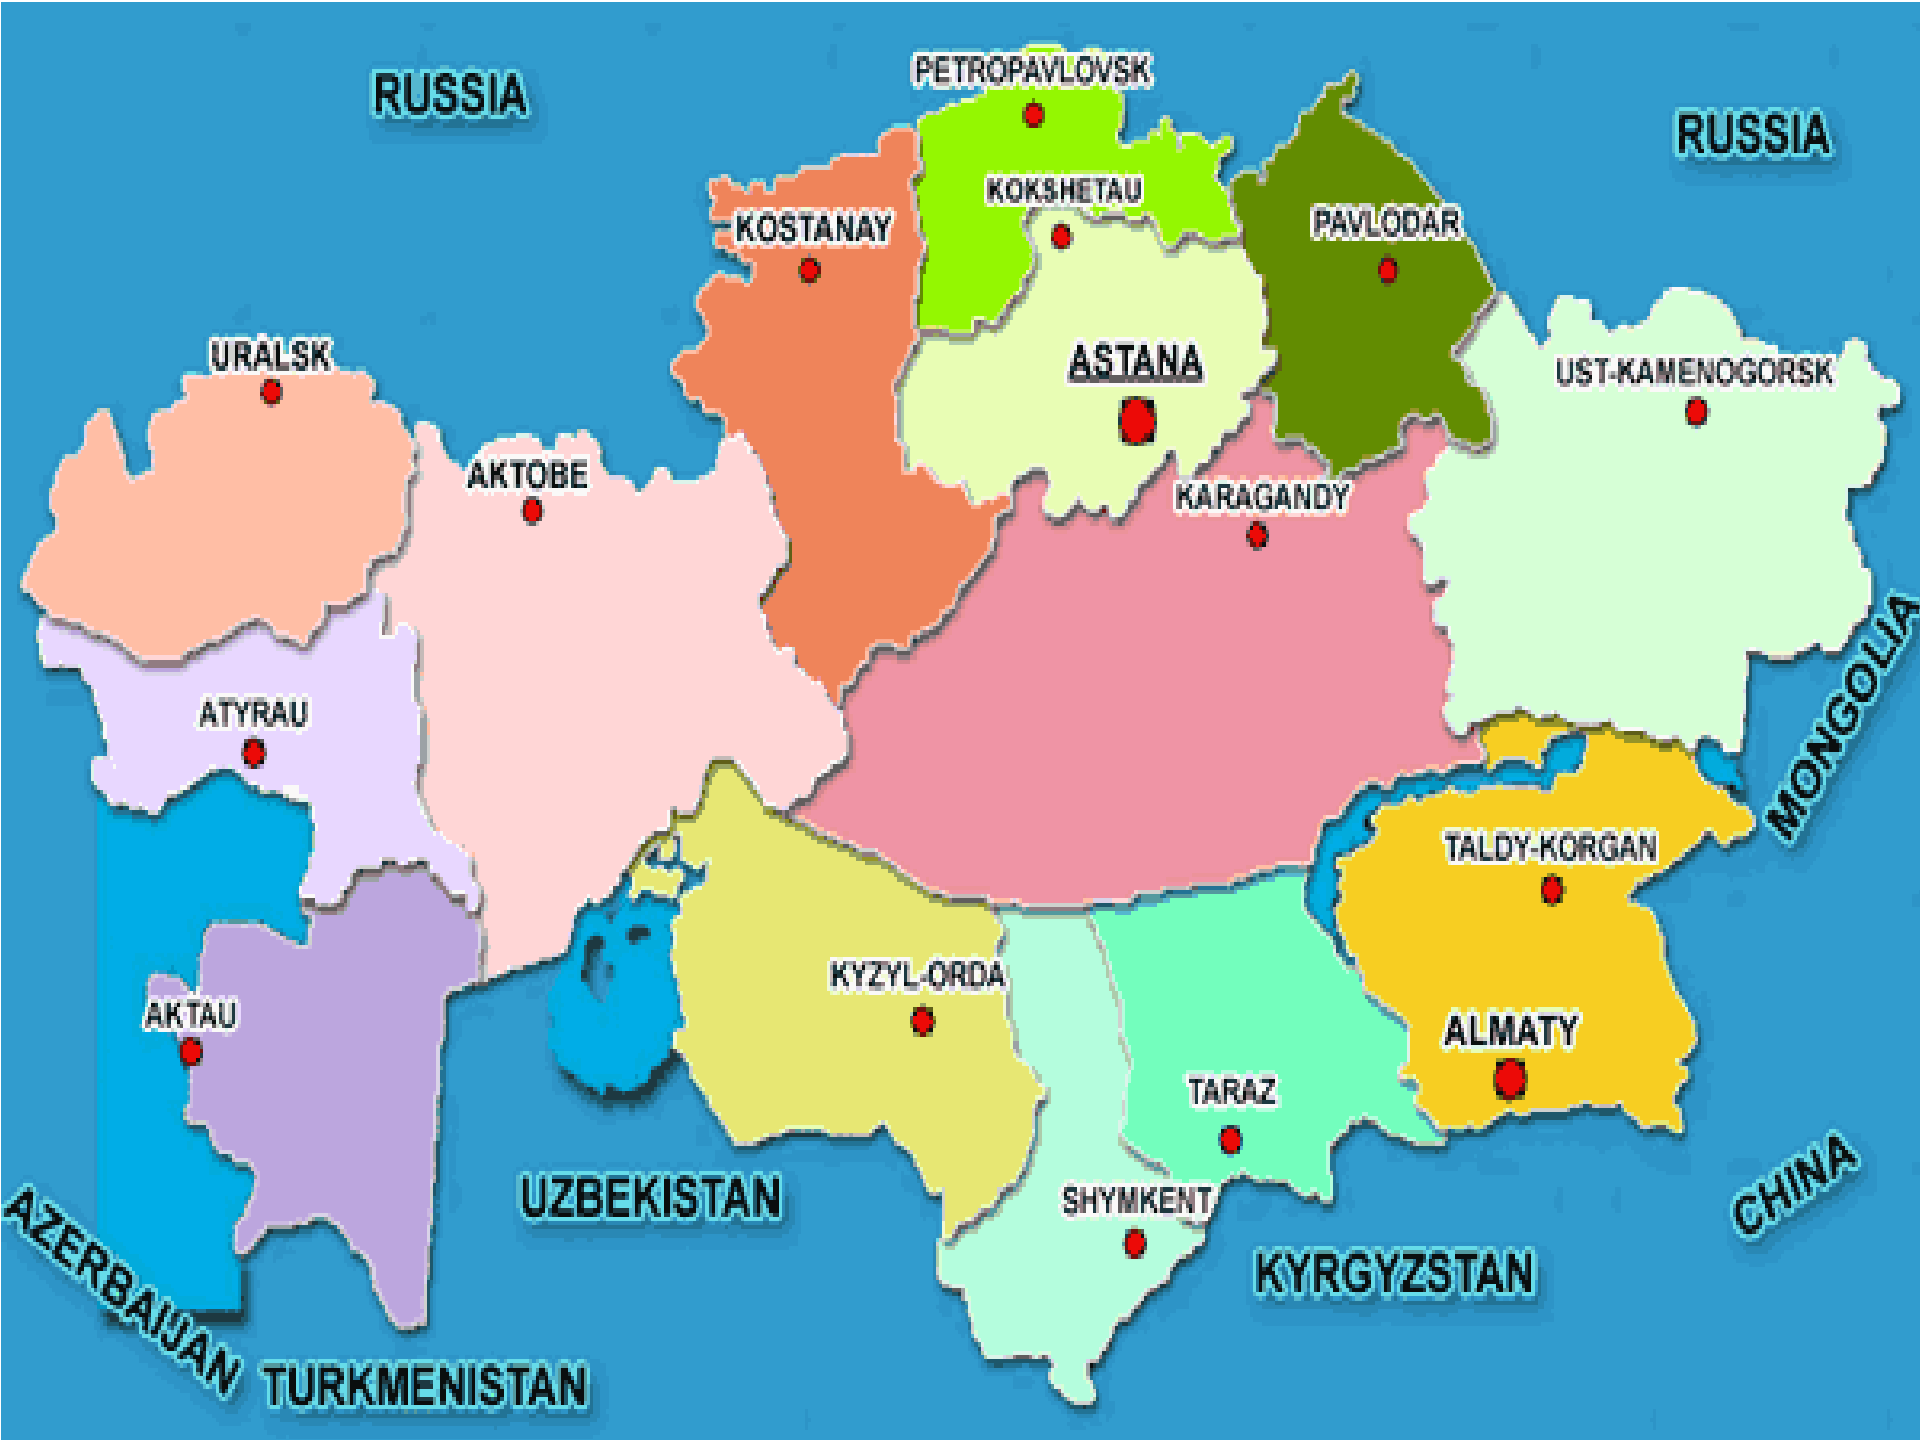 PETROPAVLOVSK
RUSSIA
RUSSIA
KOKSHETAU
KOSTANAY
PAVLODAR
URALSK
ASTANA
UST-KAMENOGORSK
AKTOBE
KARAGANDY
MONGOLIA
ATYRAU
TALDY-KORGAN
KYZYL-ORDA
AKTAU
ALMATY
TARAZ
CHINA
UZBEKISTAN
SHYMKENT
AZERBAIJAN
KYRGYZSTAN
TURKMENISTAN